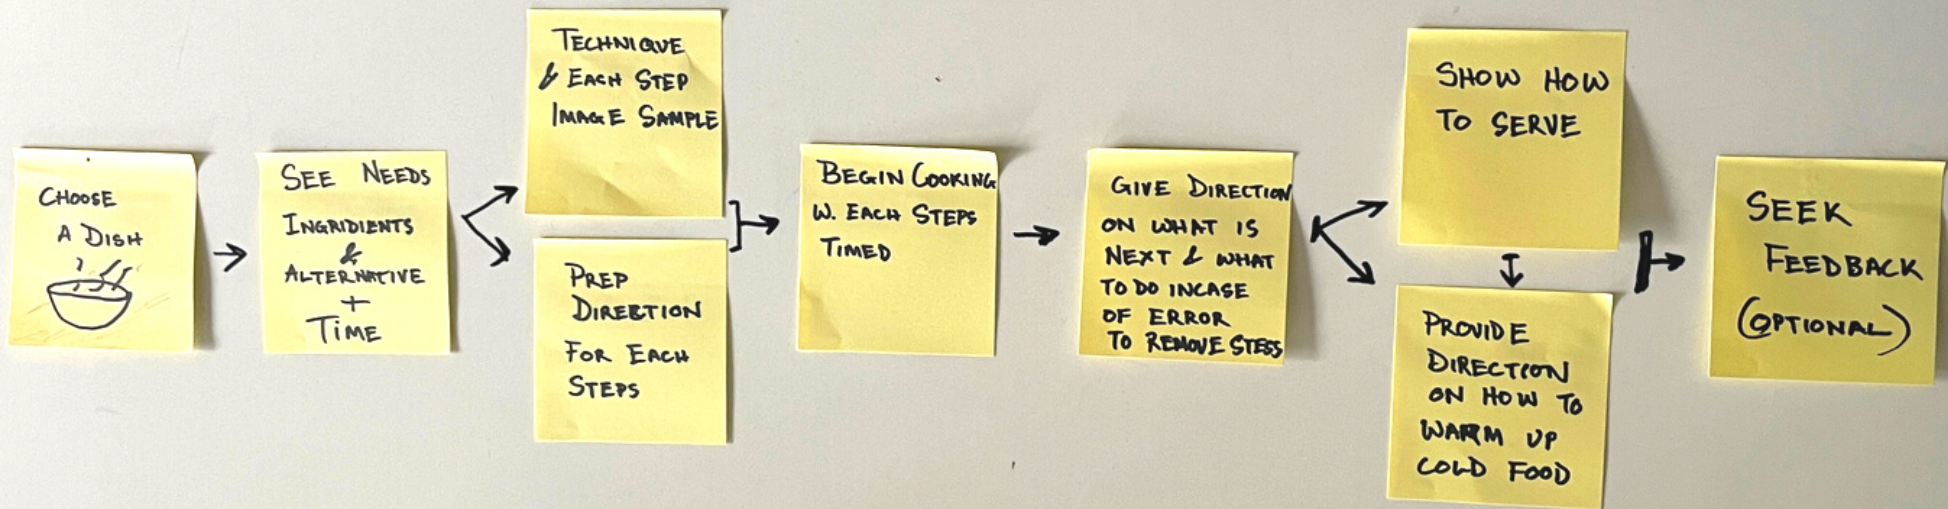 CHOOSE
A DISH
SEE NEEDS
INGRIDIENTS
&
ALTERNATIVE
+
TIME
TECHNIQUE
& EACH STEP
IMAGE SAMPLE
PREP
DIRECTION
FOR EACH
STEPS
BEGIN COOKING
W. EACH STEPS
TIMED
GIVE DIRECTION
ON WHAT IS
NEXT & WHAT
TO DO INCASE
OF ERROR
TO REMOVE STESS
SHOW HOW
TO SERVE
PROVIDE
DIRECTION
ON HOW TO
WARM UP
COLD FOOD
SEEK
FEEDBACK
(OPTIONAL)